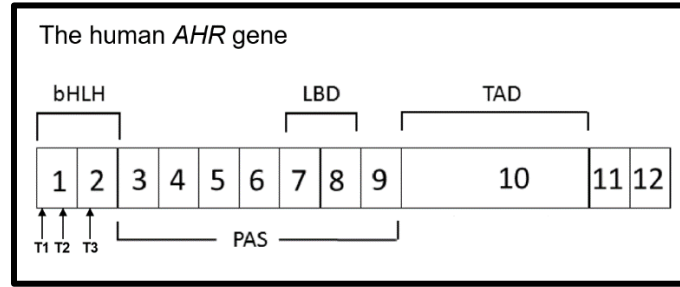 The human AHR gene
bHLH LBD TAD
1 2 3 4 5 6 7 8 9 10 11 12
T1 T2 T3 PAS